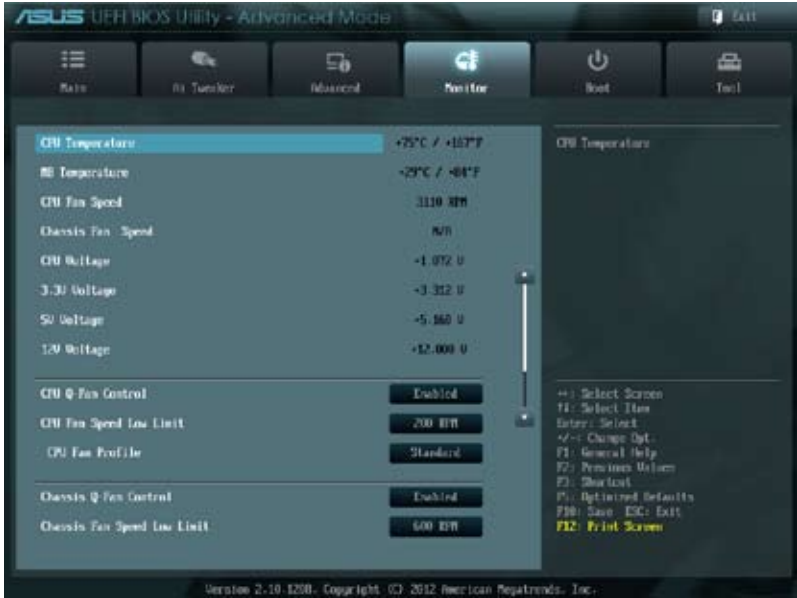 ASUS UEFI BIOS Utility - Advanced Mode
Exit
Main
Ai Tweaker
Advanced
Monitor
Boot
Tool
CPU Temperature +75°C / +167°F
MB Temperature +29°C / +84°F
CPU Fan Speed 3110 RPM
Chassis Fan Speed N/A
CPU Voltage +1.072 V
3.3V Voltage +3.312 V
5V Voltage +5.160 V
12V Voltage +12.000 V
CPU Q-Fan Control Enabled
CPU Fan Speed Low Limit 200 RPM
CPU Fan Profile Standard
Chassis Q-Fan Control Enabled
Chassis Fan Speed Low Limit 600 RPM
CPU Temperature
→←: Select Screen
↑↓: Select Item
Enter: Select
+/-: Change Opt.
F1: General Help
F2: Previous Values
F3: Shortcut
F5: Optimized Defaults
F10: Save ESC: Exit
F12: Print Screen
Version 2.10.1208. Copyright (C) 2012 American Megatrends, Inc.